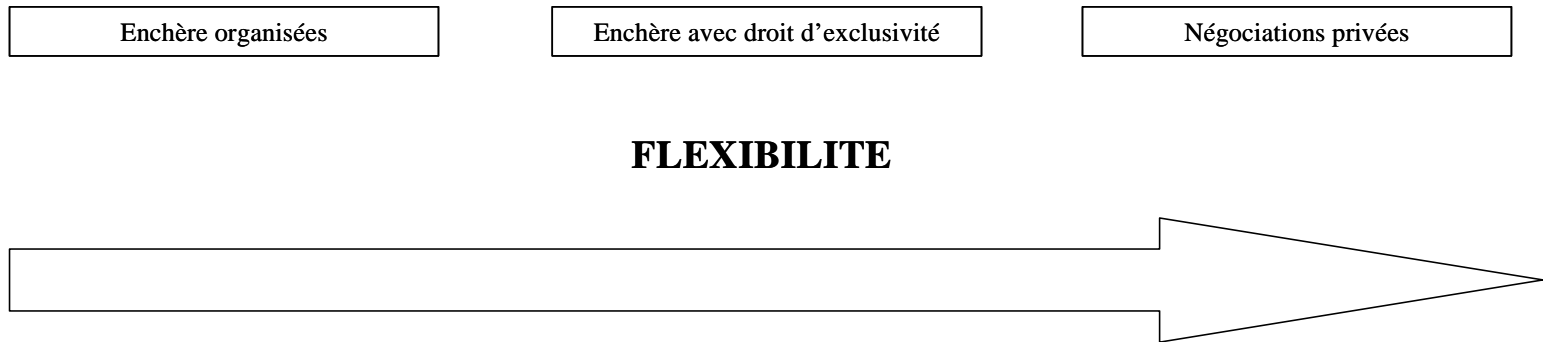 Enchère organisées
Enchère avec droit d’exclusivité
Négociations privées
FLEXIBILITE